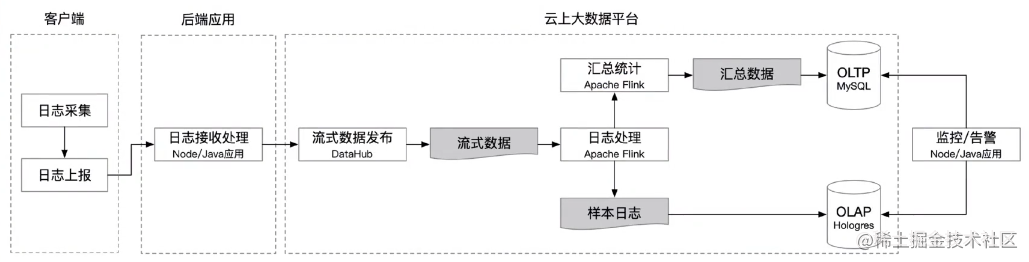 客户端
后端应用
云上大数据平台
日志采集
日志上报
日志接收处理
Node/Java应用
流式数据发布
DataHub
流式数据
汇总统计
Apache Flink
日志处理
Apache Flink
样本日志
汇总数据
OLTP
MySQL
OLAP
Hologres
监控/告警
Node/Java应用
@稀土掘金技术社区